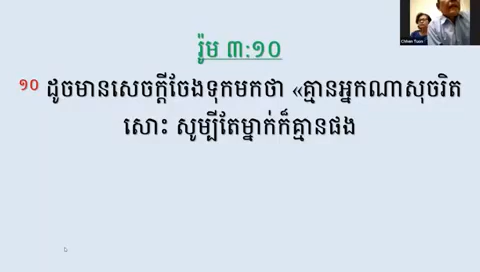 រ៉ូម ៣:១០
១០ ដូចមានសេចក្ដីចែងទុកមកថា «គ្មានអ្នកណាសុចរិត
សោះ សូម្បីតែម្នាក់ក៏គ្មានផង
Chhan Tuon